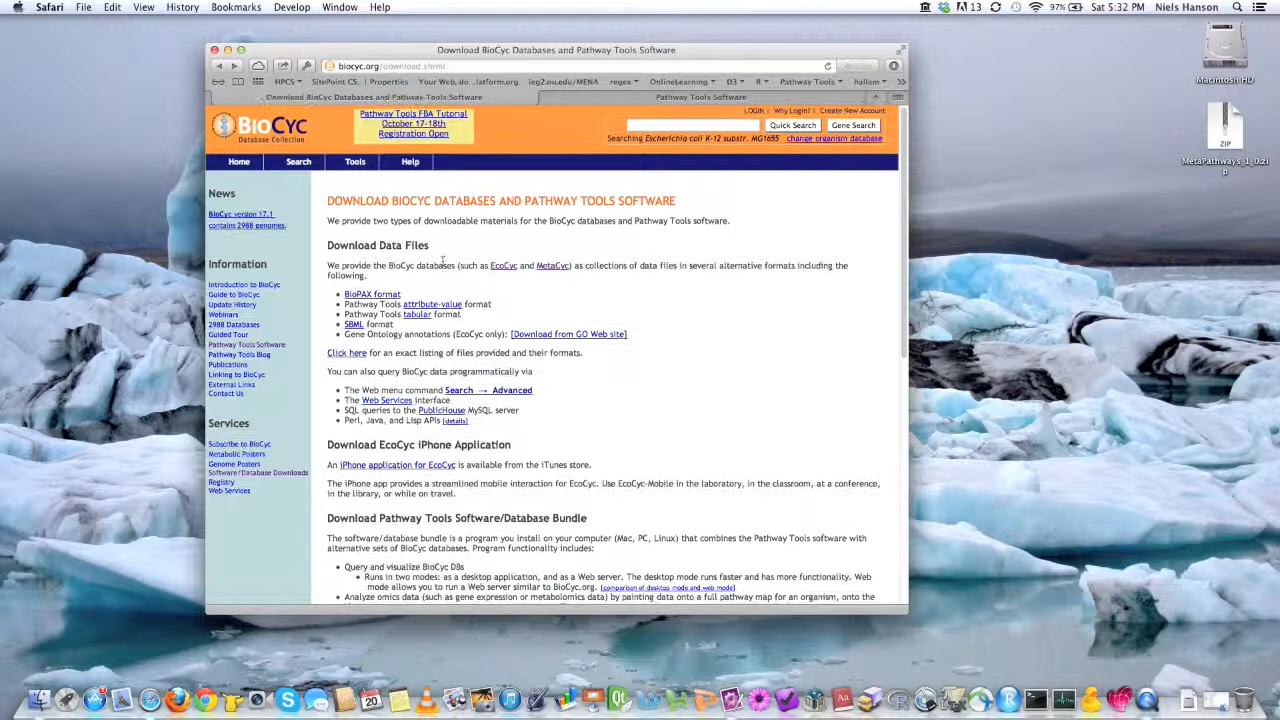 Safari File Edit View History Bookmarks Develop Window Help
13 97% Sat 5:32 PM Niels Hanson
Download BioCyc Databases and Pathway Tools Software
biocyc.org/download.shtml
HPCS SitePoint CS. Properties Your Web, do...latform.org ieg2.ou.edu/MENA regex OnlineLearning D3 R Pathway Tools hallam
Download BioCyc Databases and Pathway Tools Software Pathway Tools Software
Macintosh HD
ZIP
MetaPathways_1_0.zi
p
LOGIN | Why Login? | Create New Account
BIOCYC
Database Collection
Pathway Tools FBA Tutorial
October 17-18th
Registration Open
Quick Search Gene Search
Searching Escherichia coli K-12 substr. MG1655 change organism database
Home Search Tools Help
News
BioCyc version 17.1
contains 2988 genomes.
Information
Introduction to BioCyc
Guide to BioCyc
Update History
Webinars
2988 Databases
Guided Tour
Pathway Tools Software
Pathway Tools Blog
Publications
Linking to BioCyc
External Links
Contact Us
Services
Subscribe to BioCyc
Metabolic Posters
Genome Posters
Software/Database Downloads
Registry
Web Services
DOWNLOAD BIOCYC DATABASES AND PATHWAY TOOLS SOFTWARE
We provide two types of downloadable materials for the BioCyc databases and Pathway Tools software.
Download Data Files
We provide the BioCyc databases (such as EcoCyc and MetaCyc) as collections of data files in several alternative formats including the
following.
• BioPAX format
• Pathway Tools attribute-value format
• Pathway Tools tabular format
• SBML format
• Gene Ontology annotations (EcoCyc only): [Download from GO Web site]
Click here for an exact listing of files provided and their formats.
You can also query BioCyc data programmatically via
• The Web menu command Search → Advanced
• The Web Services interface
• SQL queries to the PublicHouse MySQL server
• Perl, Java, and Lisp APIs [details]
Download EcoCyc iPhone Application
An iPhone application for EcoCyc is available from the iTunes store.
The iPhone app provides a streamlined mobile interaction for EcoCyc. Use EcoCyc-Mobile in the laboratory, in the classroom, at a conference,
in the library, or while on travel.
Download Pathway Tools Software/Database Bundle
The software/database bundle is a program you install on your computer (Mac, PC, Linux) that combines the Pathway Tools software with
alternative sets of BioCyc databases. Program functionality includes:
• Query and visualize BioCyc DBs
• Runs in two modes: as a desktop application, and as a Web server. The desktop mode runs faster and has more functionality. Web
mode allows you to run a Web server similar to BioCyc.org. [comparison of desktop mode and web mode]
• Analyze omics data (such as gene expression or metabolomics data) by painting data onto a full pathway map for an organism, onto the